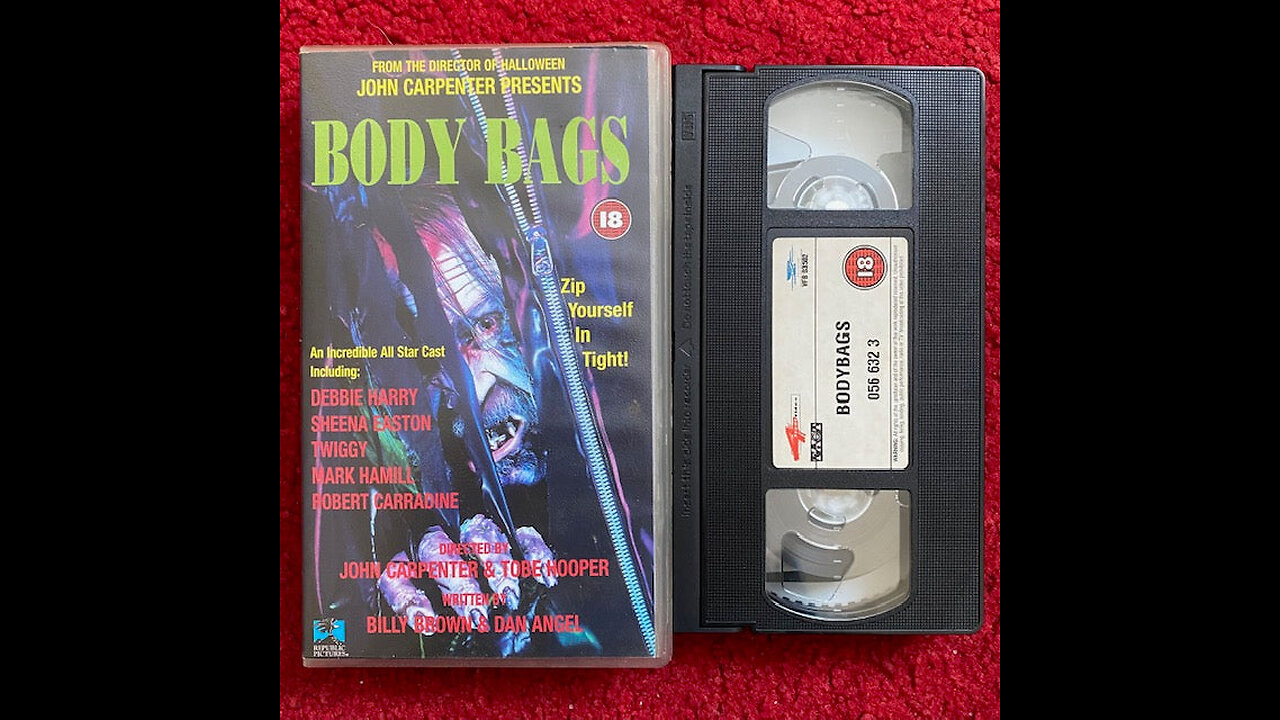 FROM THE DIRECTOR OF HALLOWEEN
JOHN CARPENTER PRESENTS
BODY BAGS
18
Zip
Yourself
In
Tight!
An Incredible All Star Cast
Including:
DEBBIE HARRY
SHEENA EASTON
TWIGGY
MARK HAMILL
ROBERT CARRADINE
DIRECTED BY
JOHN CARPENTER & TOBE HOOPER
WRITTEN BY
BILLY BROWN & DAN ANGEL
REPUBLIC
PICTURES
18
BODYBAGS
056 632 3